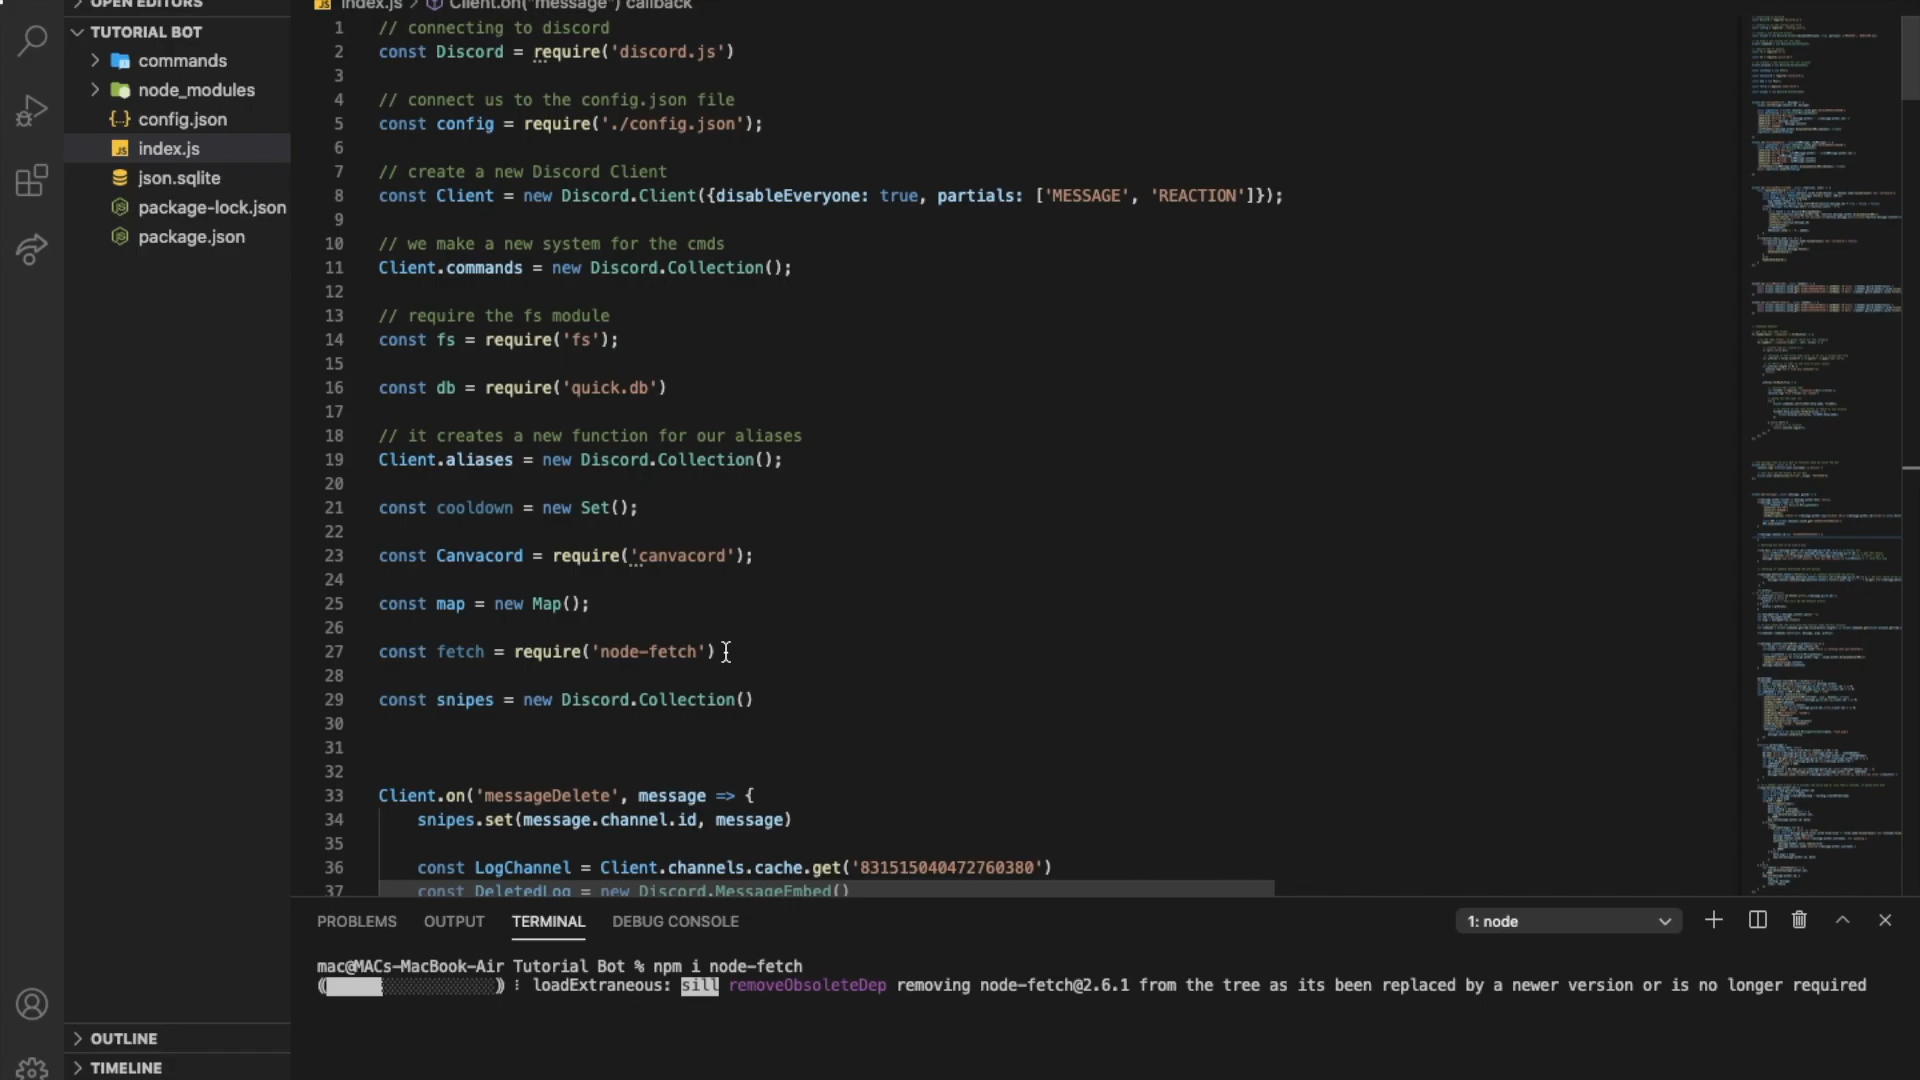 OPEN EDITORS
TUTORIAL BOT
commands
node_modules
config.json
index.js
json.sqlite
package-lock.json
package.json
OUTLINE
TIMELINE
index.js > Client.on("message") callback
1 // connecting to discord
2 const Discord = require('discord.js')
3
4 // connect us to the config.json file
5 const config = require('./config.json');
6
7 // create a new Discord Client
8 const Client = new Discord.Client({disableEveryone: true, partials: ['MESSAGE', 'REACTION']});
9
10 // we make a new system for the cmds
11 Client.commands = new Discord.Collection();
12
13 // require the fs module
14 const fs = require('fs');
15
16 const db = require('quick.db')
17
18 // it creates a new function for our aliases
19 Client.aliases = new Discord.Collection();
20
21 const cooldown = new Set();
22
23 const Canvacord = require('canvacord');
24
25 const map = new Map();
26
27 const fetch = require('node-fetch')
28
29 const snipes = new Discord.Collection()
30
31
32
33 Client.on('messageDelete', message => {
34 snipes.set(message.channel.id, message)
35
36 const LogChannel = Client.channels.cache.get('831515040472760380')
37 const DeletedLog = new Discord.MessageEmbed()
PROBLEMS OUTPUT TERMINAL DEBUG CONSOLE 1: node
mac@MACs-MacBook-Air Tutorial Bot % npm i node-fetch
loadExtraneous: sill removeObsoleteDep removing node-fetch@2.6.1 from the tree as its been replaced by a newer version or is no longer required